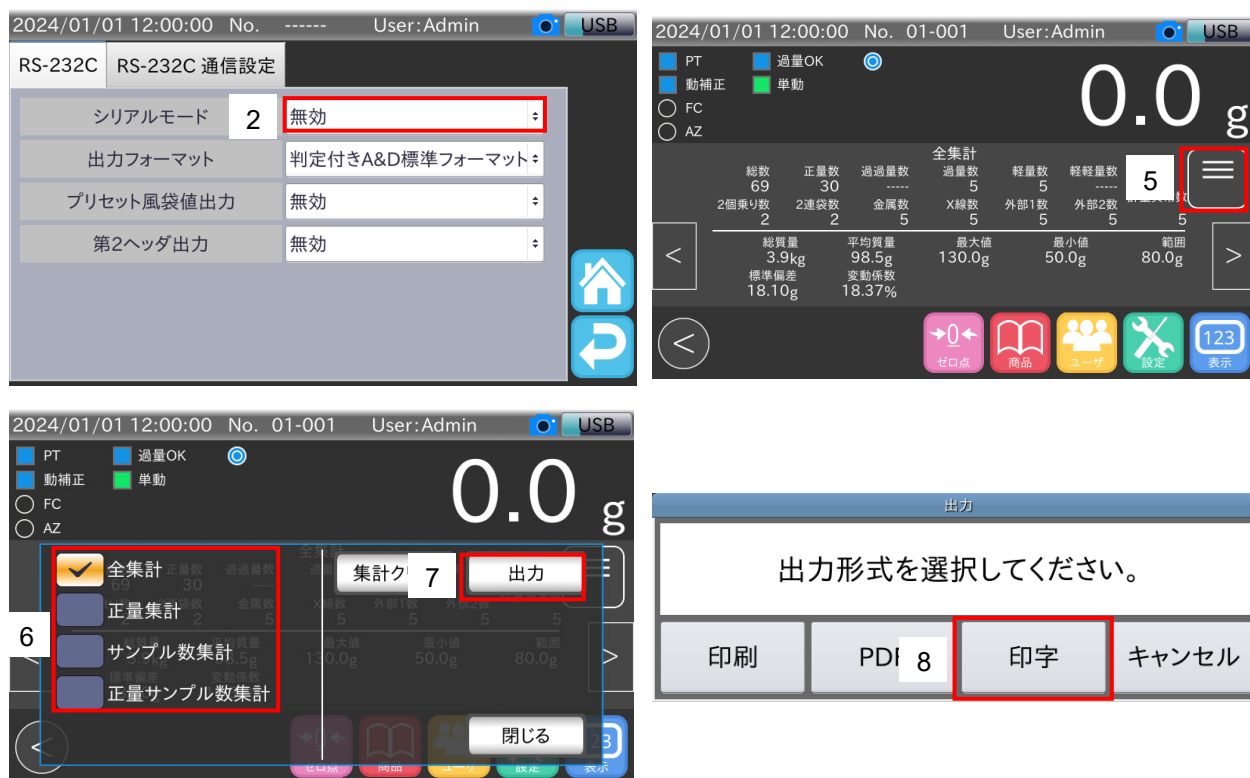 2024/01/01 12:00:00 No. ------ User:Admin USB
RS-232C RS-232C 通信設定
シリアルモード 2 無効
出力フォーマット 判定付きA&D標準フォーマット
プリセット風袋値出力 無効
第2ヘッダ出力 無効
2024/01/01 12:00:00 No. 01-001 User:Admin USB
PT 過量OK
動補正 単動
FC
AZ
0.0 g
全集計
総数 正量数 過過量数 過量数 軽量数 軽軽量数
69 30 ----- 5 5 -----
5
2個乗り数 2連袋数 金属数 X線数 外部1数 外部2数
2 2 5 5 5 5 5
総質量 平均質量 最大値 最小値 範囲
< 3.9kg 98.5g 130.0g 50.0g 80.0g >
標準偏差 変動係数
18.10g 18.37%
< →0← 123
ゼロ点 商品 ユーザ 設定 表示
2024/01/01 12:00:00 No. 01-001 User:Admin USB
PT 過量OK
動補正 単動
FC
AZ
0.0 g
全集計 集計ク 7 出力
正量集計
6 サンプル数集計
正量サンプル数集計
閉じる
出力
出力形式を選択してください。
印刷 PD 8 印字 キャンセル